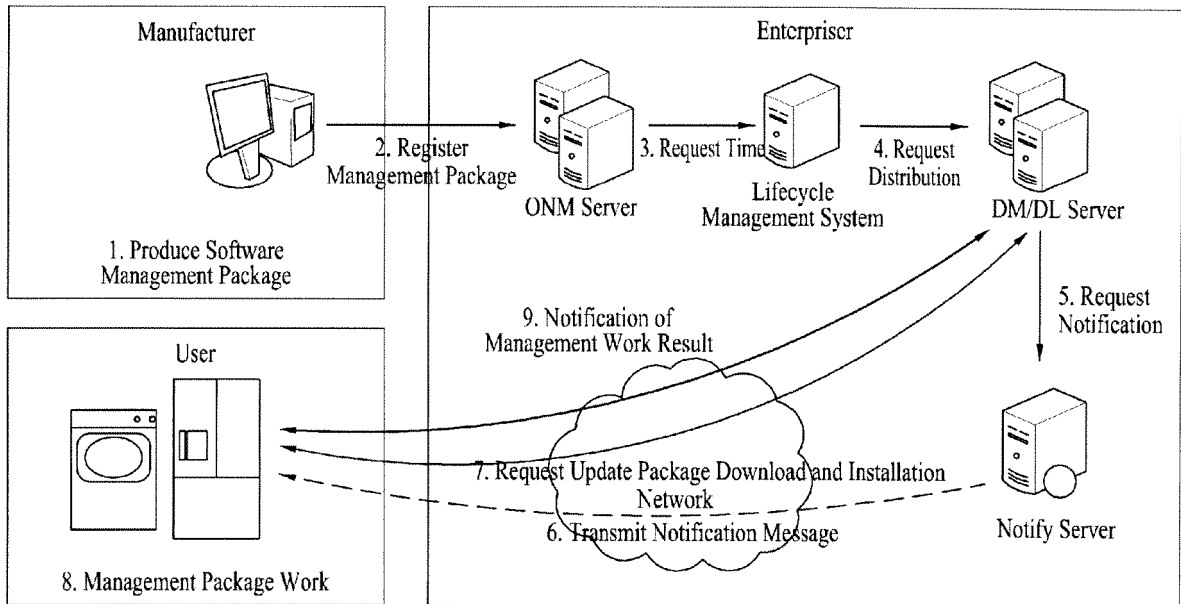 Manufacturer
1. Produce Software
Management Package
2. Register
Management Package
Enterpriser
ONM Server
3. Request Time
Lifecycle
Management System
4. Request
Distribution
DM/DL Server
5. Request
Notification
Notify Server
6. Transmit Notification Message
7. Request Update Package Download and Installation
Network
User
8. Management Package Work
9. Notification of
Management Work Result